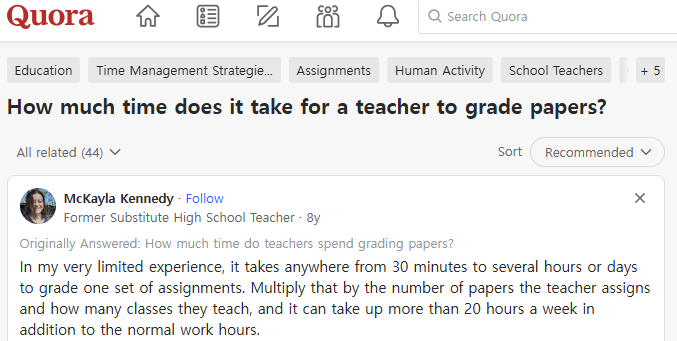 Quora
Search Quora
Education
Time Management Strategie...
Assignments
Human Activity
School Teachers
+ 5
How much time does it take for a teacher to grade papers?
All related (44)
Sort
Recommended
McKayla Kennedy · Follow
Former Substitute High School Teacher · 8y
Originally Answered: How much time do teachers spend grading papers?
In my very limited experience, it takes anywhere from 30 minutes to several hours or days
to grade one set of assignments. Multiply that by the number of papers the teacher assigns
and how many classes they teach, and it can take up more than 20 hours a week in
addition to the normal work hours.